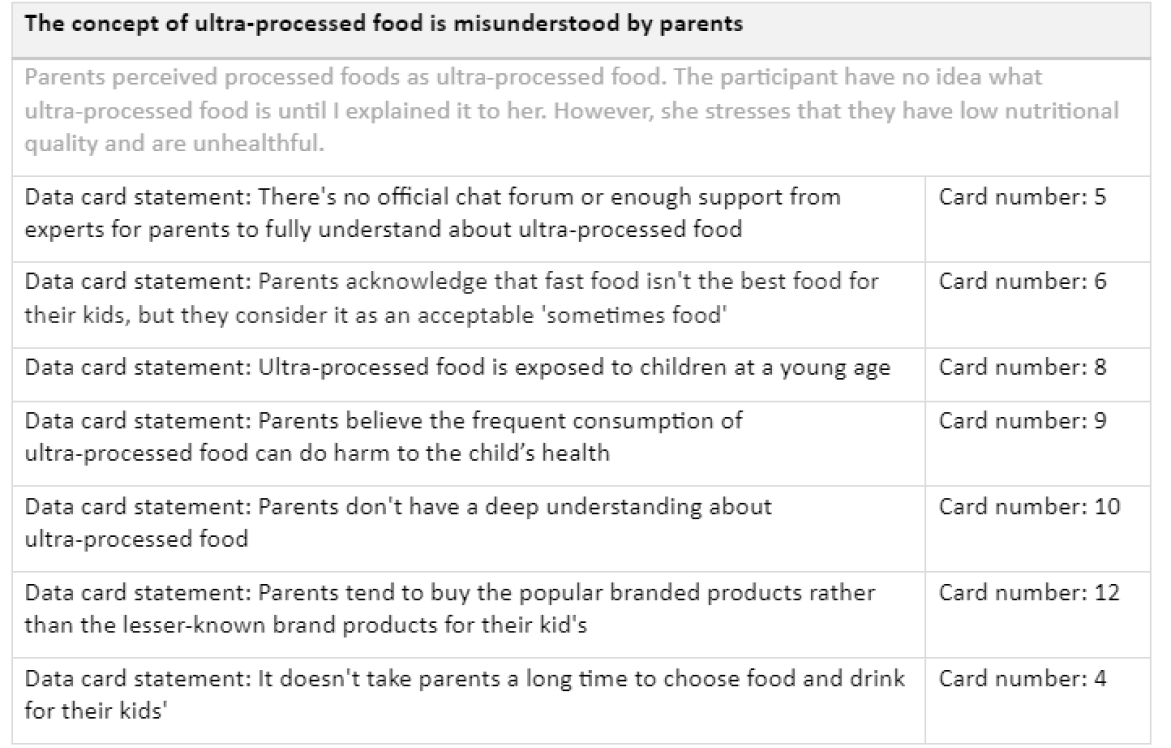 The concept of ultra-processed food is misunderstood by parents
Parents perceived processed foods as ultra-processed food. The participant have no idea what
ultra-processed food is until I explained it to her. However, she stresses that they have low nutritional
quality and are unhealthful.
Data card statement: There's no official chat forum or enough support from
experts for parents to fully understand about ultra-processed food
Card number: 5
Data card statement: Parents acknowledge that fast food isn't the best food for
their kids, but they consider it as an acceptable 'sometimes food'
Card number: 6
Data card statement: Ultra-processed food is exposed to children at a young age
Card number: 8
Data card statement: Parents believe the frequent consumption of
ultra-processed food can do harm to the child’s health
Card number: 9
Data card statement: Parents don't have a deep understanding about
ultra-processed food
Card number: 10
Data card statement: Parents tend to buy the popular branded products rather
than the lesser-known brand products for their kid's
Card number: 12
Data card statement: It doesn't take parents a long time to choose food and drink
for their kids'
Card number: 4